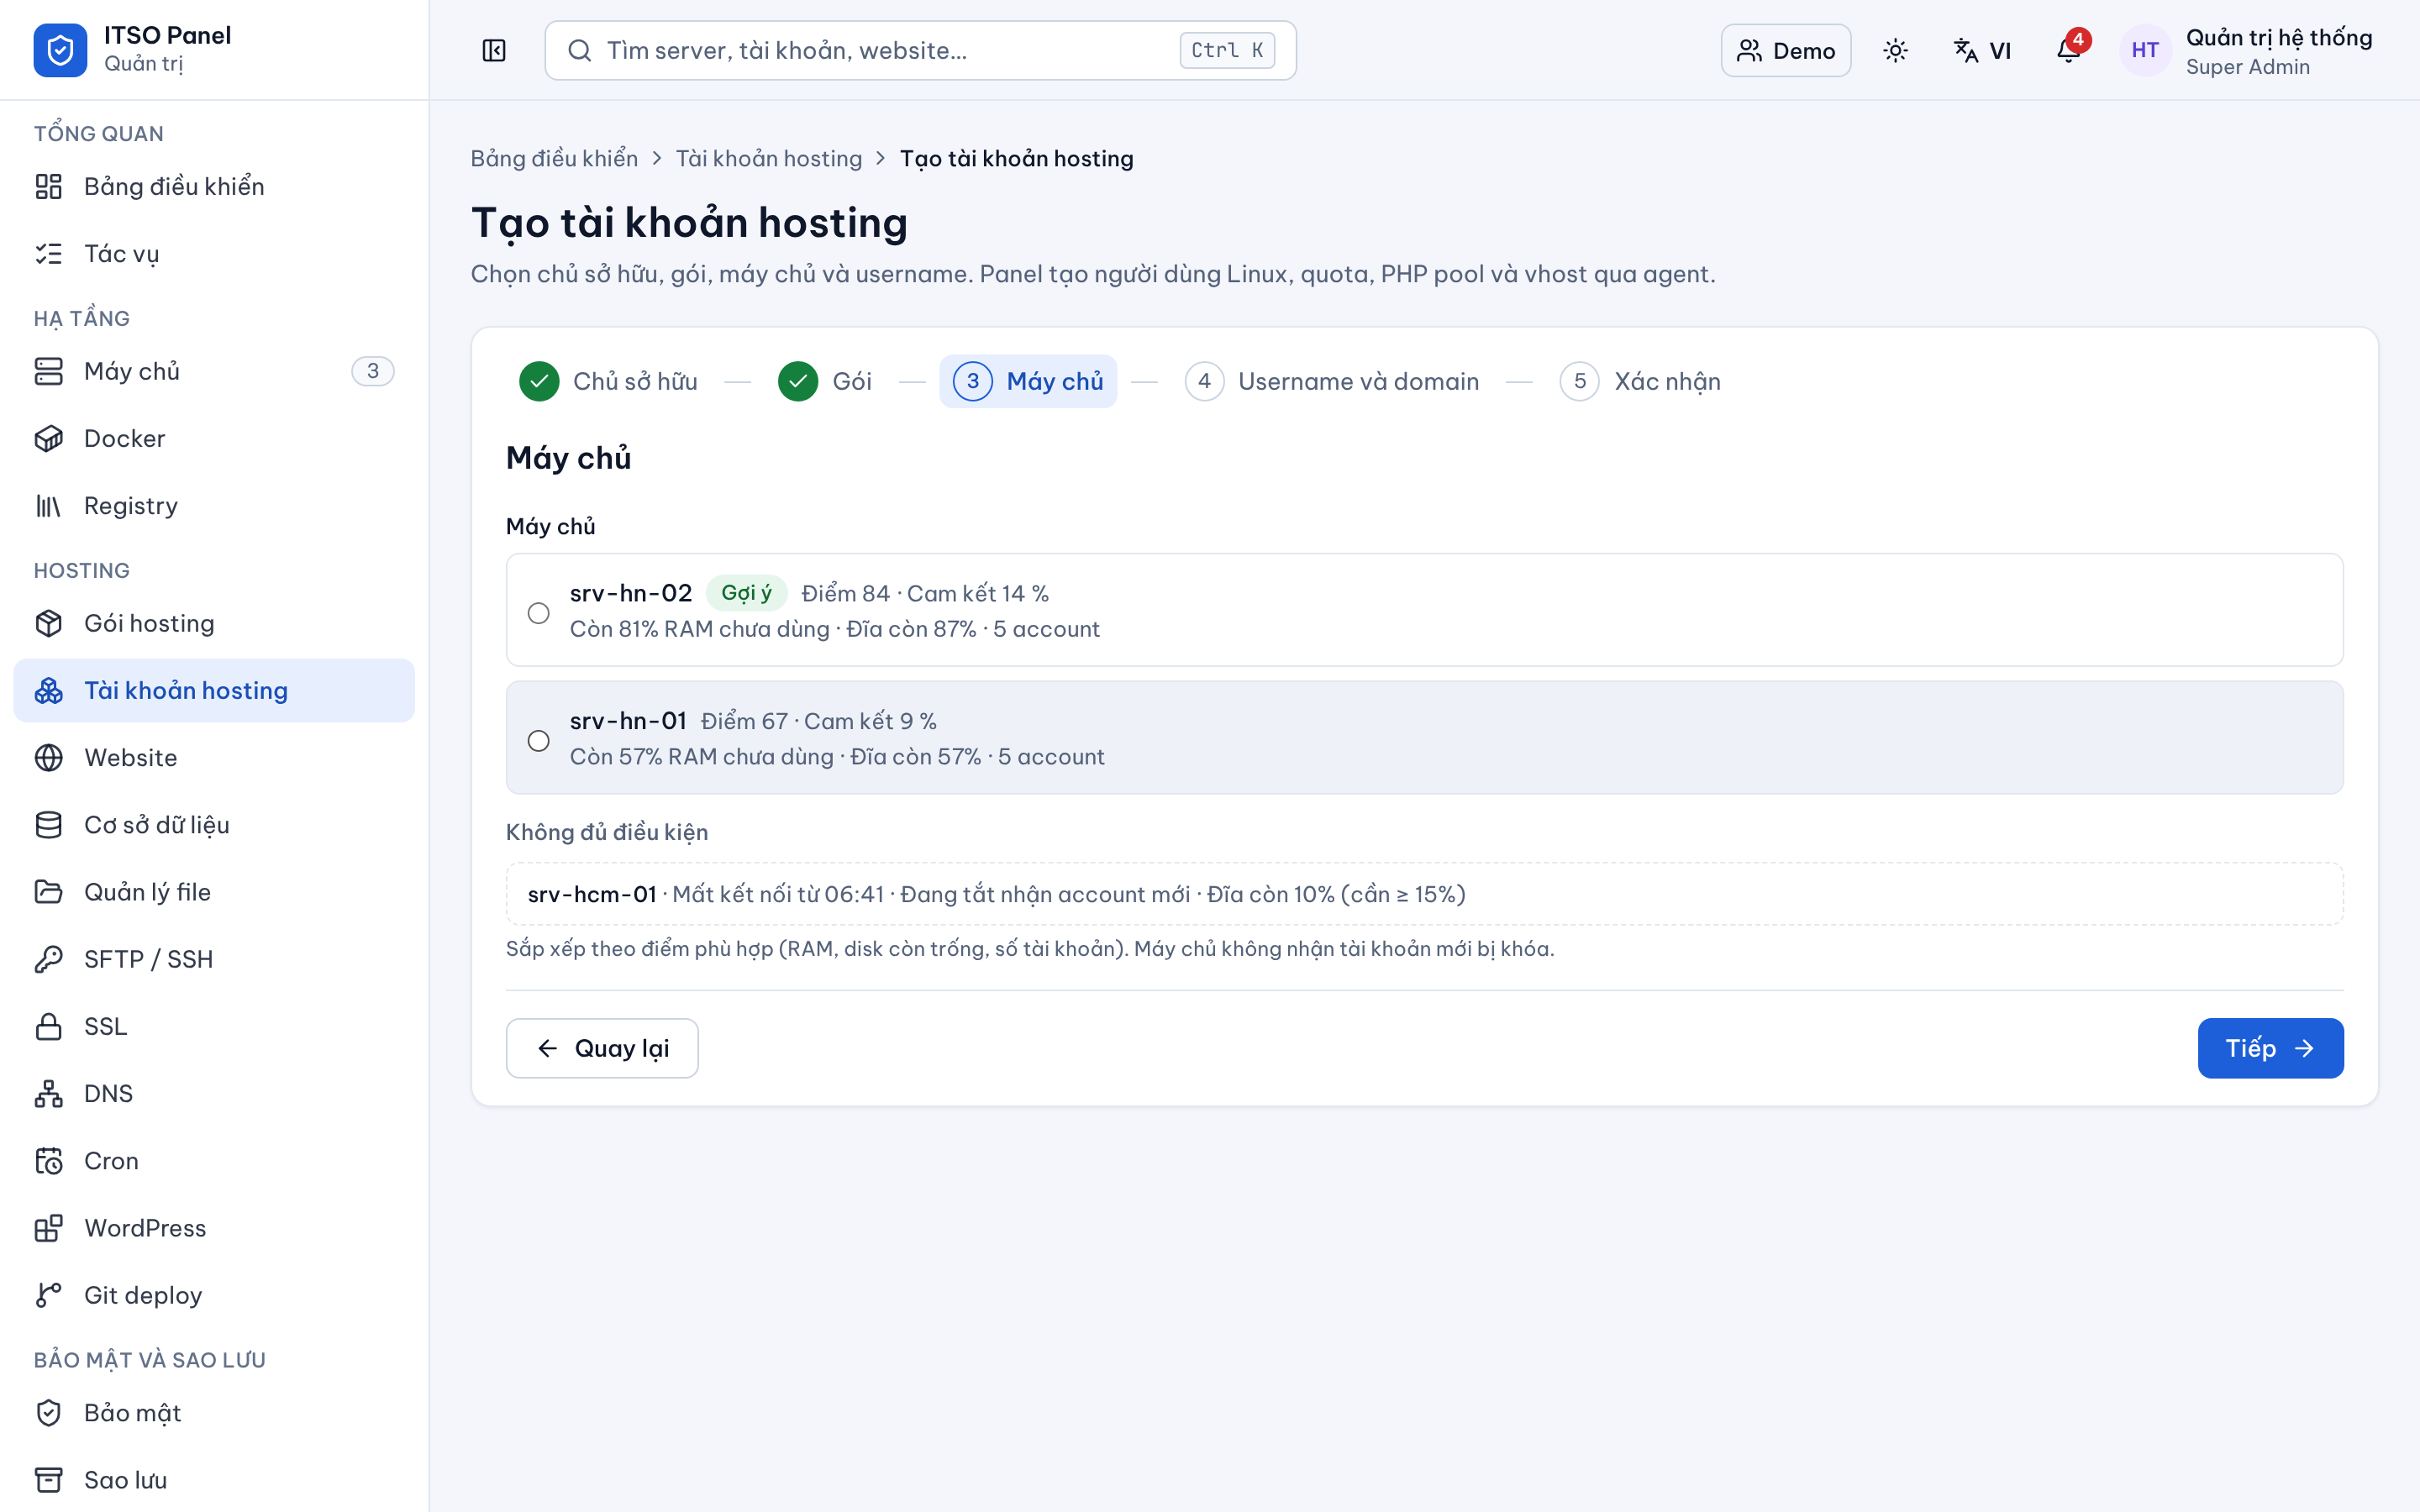 ITSO Panel
Quản trị
Tìm server, tài khoản, website...
Ctrl K
Demo
VI
4
HT
Quản trị hệ thống
Super Admin
TỔNG QUAN
Bảng điều khiển
Tác vụ
HẠ TẦNG
Máy chủ
3
Docker
Registry
HOSTING
Gói hosting
Tài khoản hosting
Website
Cơ sở dữ liệu
Quản lý file
SFTP / SSH
SSL
DNS
Cron
WordPress
Git deploy
BẢO MẬT VÀ SAO LƯU
Bảo mật
Sao lưu
Bảng điều khiển > Tài khoản hosting > Tạo tài khoản hosting
Tạo tài khoản hosting
Chọn chủ sở hữu, gói, máy chủ và username. Panel tạo người dùng Linux, quota, PHP pool và vhost qua agent.
Chủ sở hữu — Gói — 3 Máy chủ — 4 Username và domain — 5 Xác nhận
Máy chủ
Máy chủ
srv-hn-02 Gợi ý Điểm 84 · Cam kết 14 %
Còn 81% RAM chưa dùng · Đĩa còn 87% · 5 account
srv-hn-01 Điểm 67 · Cam kết 9 %
Còn 57% RAM chưa dùng · Đĩa còn 57% · 5 account
Không đủ điều kiện
srv-hcm-01 · Mất kết nối từ 06:41 · Đang tắt nhận account mới · Đĩa còn 10% (cần ≥ 15%)
Sắp xếp theo điểm phù hợp (RAM, disk còn trống, số tài khoản). Máy chủ không nhận tài khoản mới bị khóa.
← Quay lại
Tiếp →